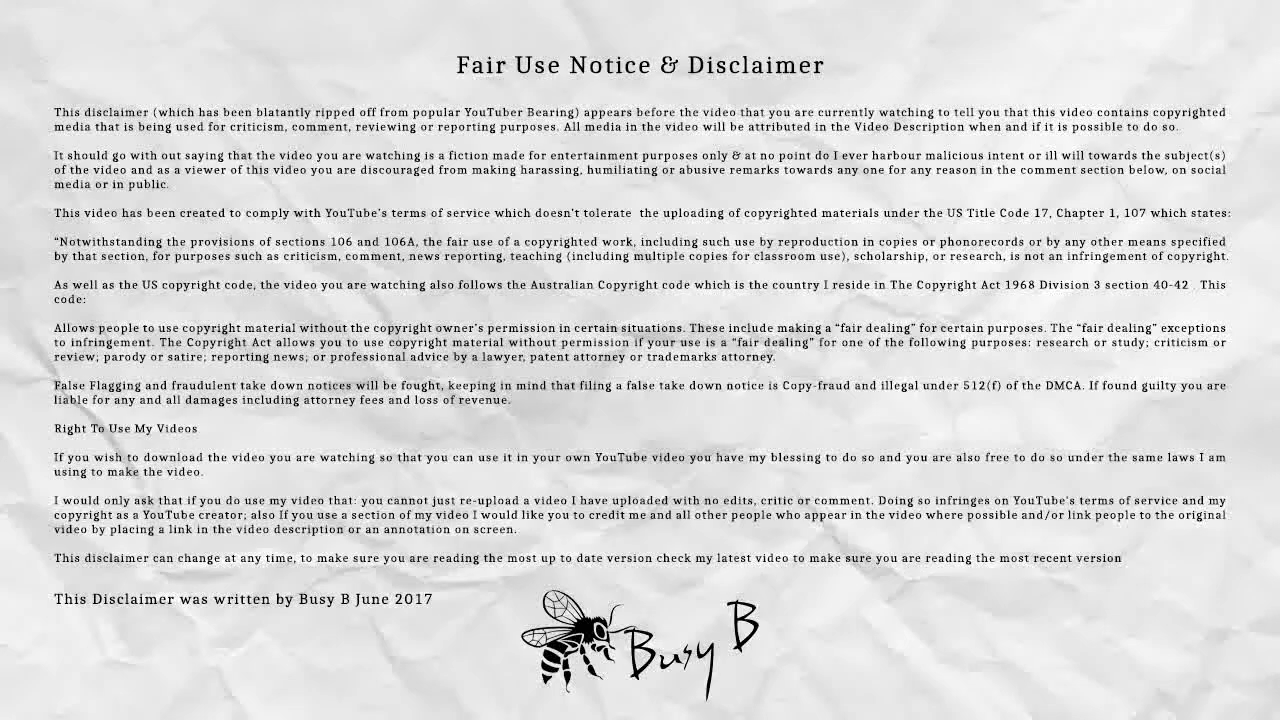 Fair Use Notice & Disclaimer
This disclaimer (which has been blatantly ripped off from popular YouTuber Bearing) appears before the video that you are currently watching to tell you that this video contains copyrighted
media that is being used for criticism, comment, reviewing or reporting purposes. All media in the video will be attributed in the Video Description when and if it is possible to do so.
It should go with out saying that the video you are watching is a fiction made for entertainment purposes only & at no point do I ever harbour malicious intent or ill will towards the subject(s)
of the video and as a viewer of this video you are discouraged from making harassing, humiliating or abusive remarks towards any one for any reason in the comment section below, on social
media or in public.
This video has been created to comply with YouTube's terms of service which doesn't tolerate  the uploading of copyrighted materials under the US Title Code 17, Chapter 1, 107 which states:
“Notwithstanding the provisions of sections 106 and 106A, the fair use of a copyrighted work, including such use by reproduction in copies or phonorecords or by any other means specified
by that section, for purposes such as criticism, comment, news reporting, teaching (including multiple copies for classroom use), scholarship, or research, is not an infringement of copyright.
As well as the US copyright code, the video you are watching also follows the Australian Copyright code which is the country I reside in The Copyright Act 1968 Division 3 section 40-42 . This
code:
Allows people to use copyright material without the copyright owner's permission in certain situations. These include making a “fair dealing” for certain purposes. The “fair dealing” exceptions
to infringement. The Copyright Act allows you to use copyright material without permission if your use is a “fair dealing” for one of the following purposes: research or study; criticism or
review; parody or satire; reporting news; or professional advice by a lawyer, patent attorney or trademarks attorney.
False Flagging and fraudulent take down notices will be fought, keeping in mind that filing a false take down notice is Copy-fraud and illegal under 512(f) of the DMCA. If found guilty you are
liable for any and all damages including attorney fees and loss of revenue.
Right To Use My Videos
If you wish to download the video you are watching so that you can use it in your own YouTube video you have my blessing to do so and you are also free to do so under the same laws I am
using to make the video.
I would only ask that if you do use my video that: you cannot just re-upload a video I have uploaded with no edits, critic or comment. Doing so infringes on YouTube's terms of service and my
copyright as a YouTube creator; also If you use a section of my video I would like you to credit me and all other people who appear in the video where possible and/or link people to the original
video by placing a link in the video description or an annotation on screen.
This disclaimer can change at any time, to make sure you are reading the most up to date version check my latest video to make sure you are reading the most recent version
This Disclaimer was written by Busy B June 2017
Busy B